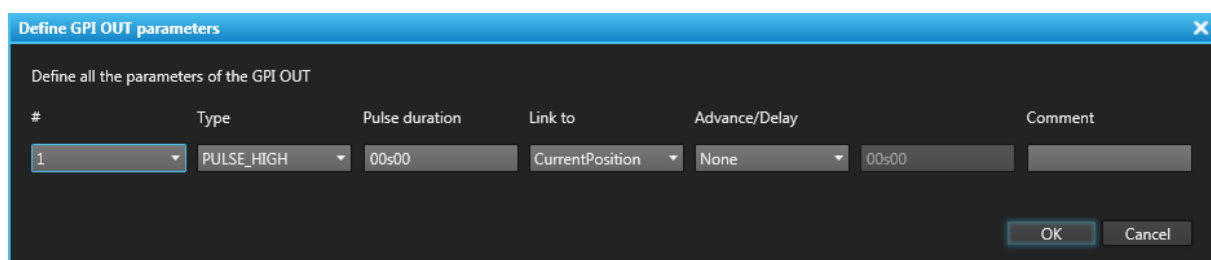 Define GPI OUT parameters
Define all the parameters of the GPI OUT
# Type Pulse duration Link to Advance/Delay Comment
1 PULSE_HIGH 00s00 CurrentPosition None 00s00
OK Cancel